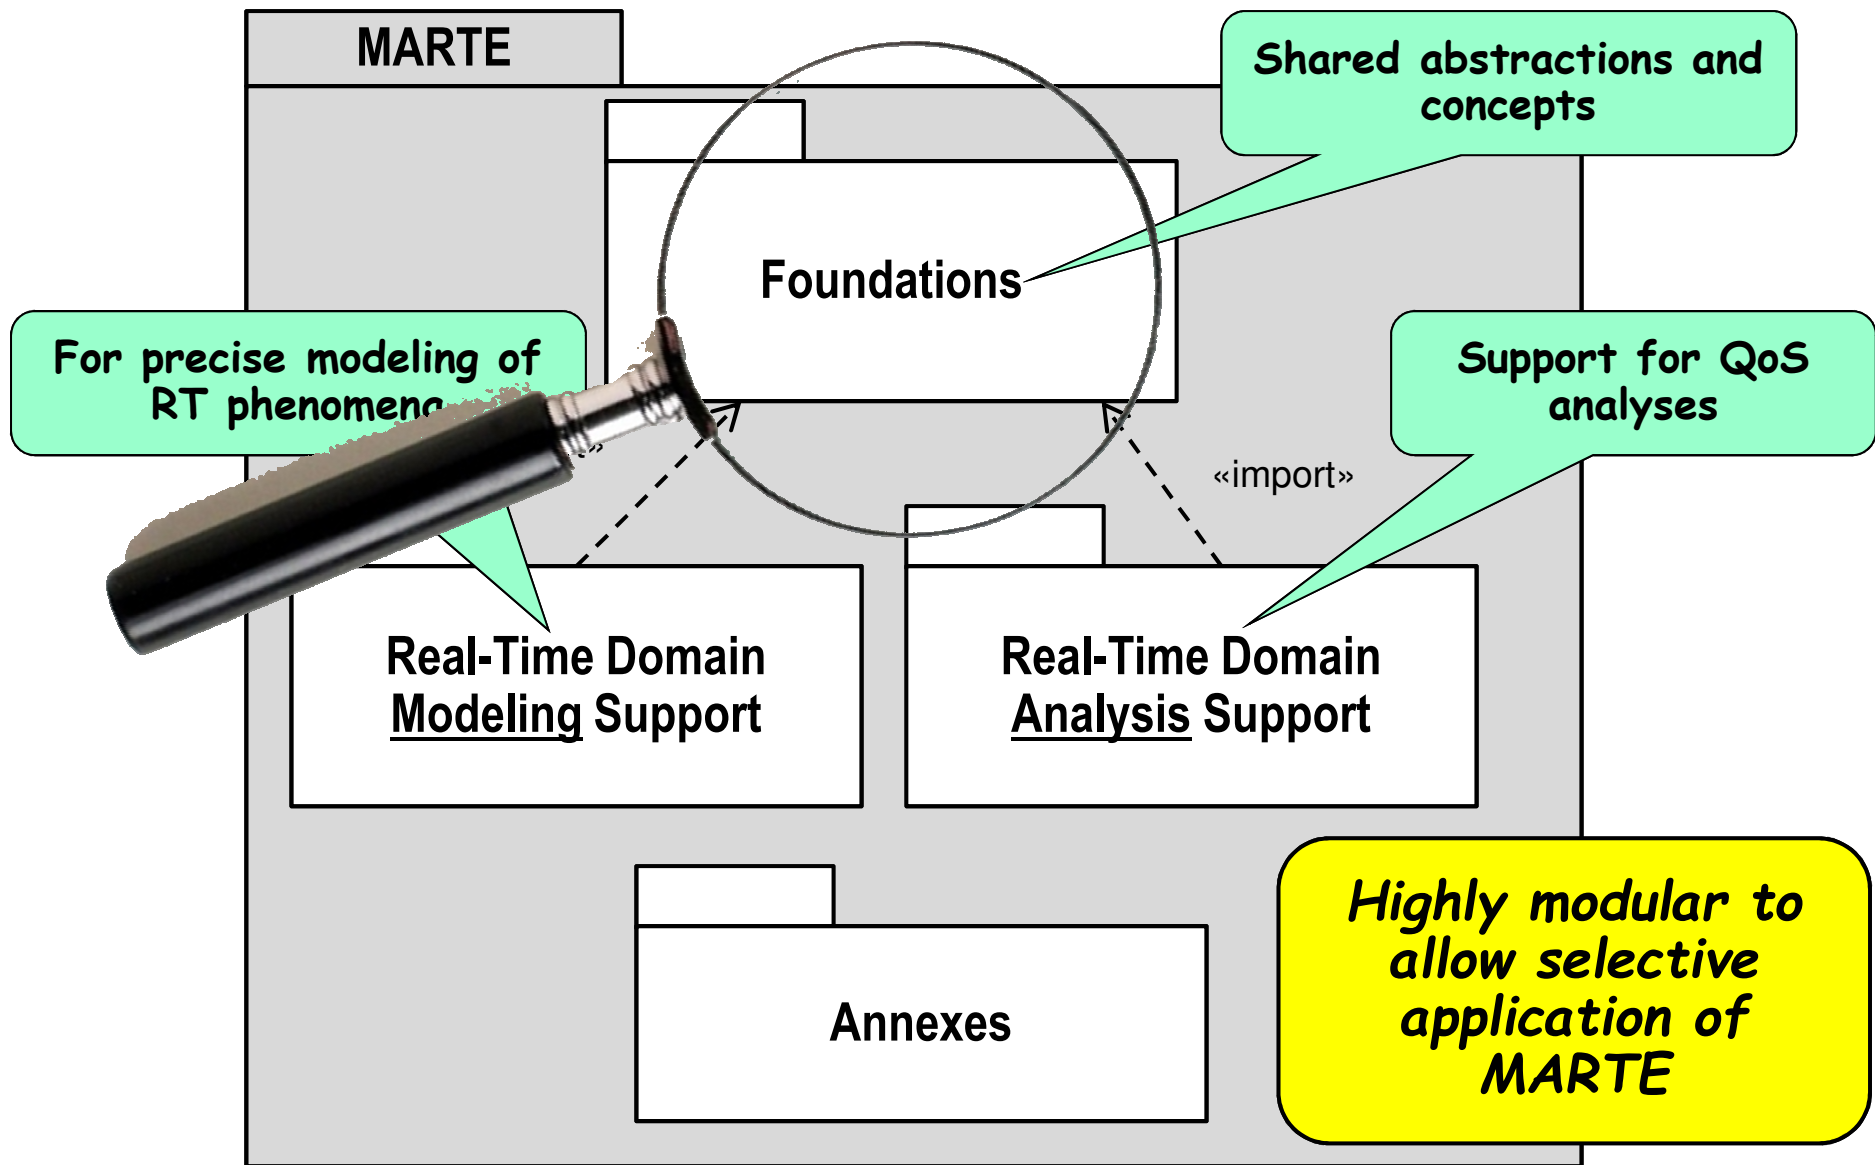 MARTE
Shared abstractions and
concepts
Foundations
For precise modeling of
RT phenomena
Support for QoS
analyses
«import»
Real-Time Domain
Modeling Support
Real-Time Domain
Analysis Support
Annexes
Highly modular to
allow selective
application of
MARTE